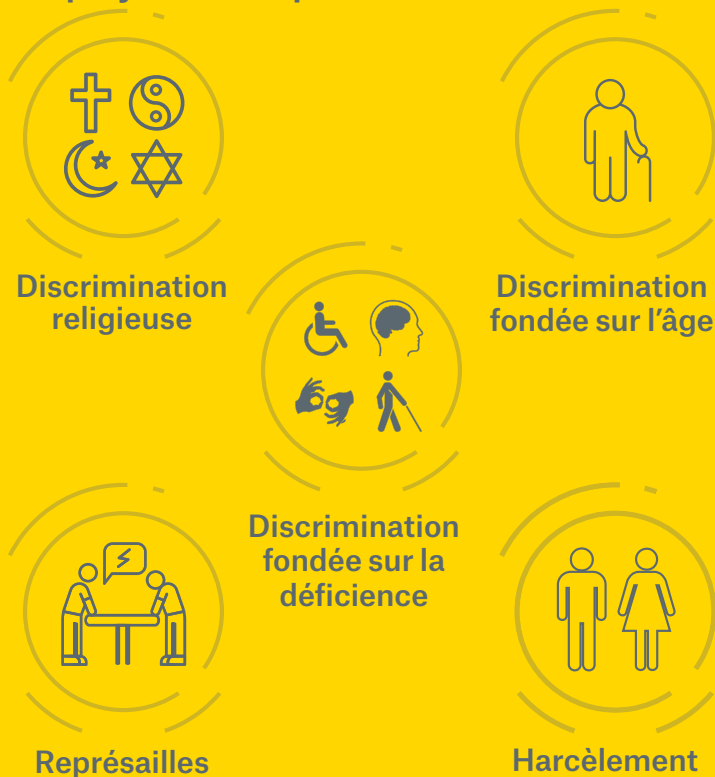 Discrimination
religieuse
Discrimination
fondée sur l’âge
Discrimination
fondée sur la
déficience
Représailles
Harcèlement